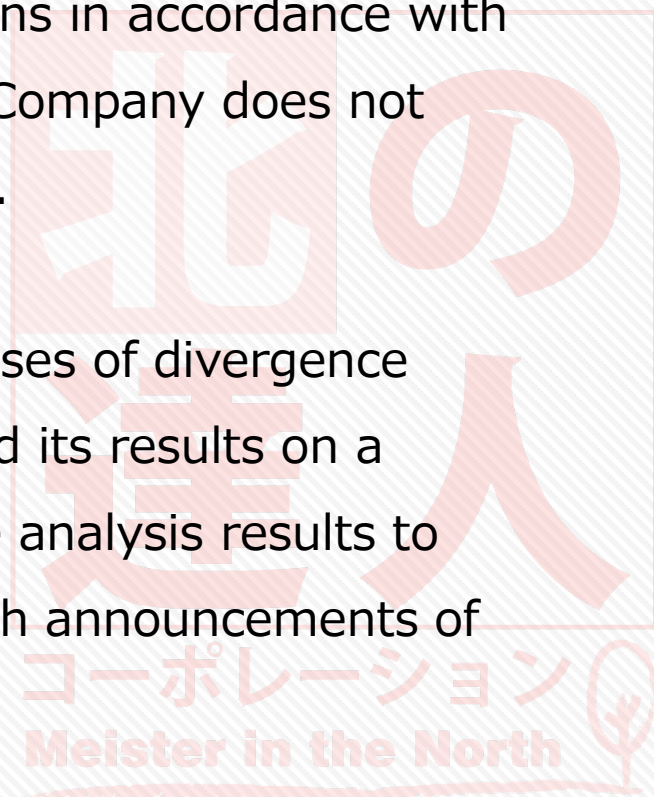 ns in accordance with
Company does not
.
ses of divergence
d its results on a
analysis results to
h announcements of
北の
達人
コーポレーション
Meister in the North